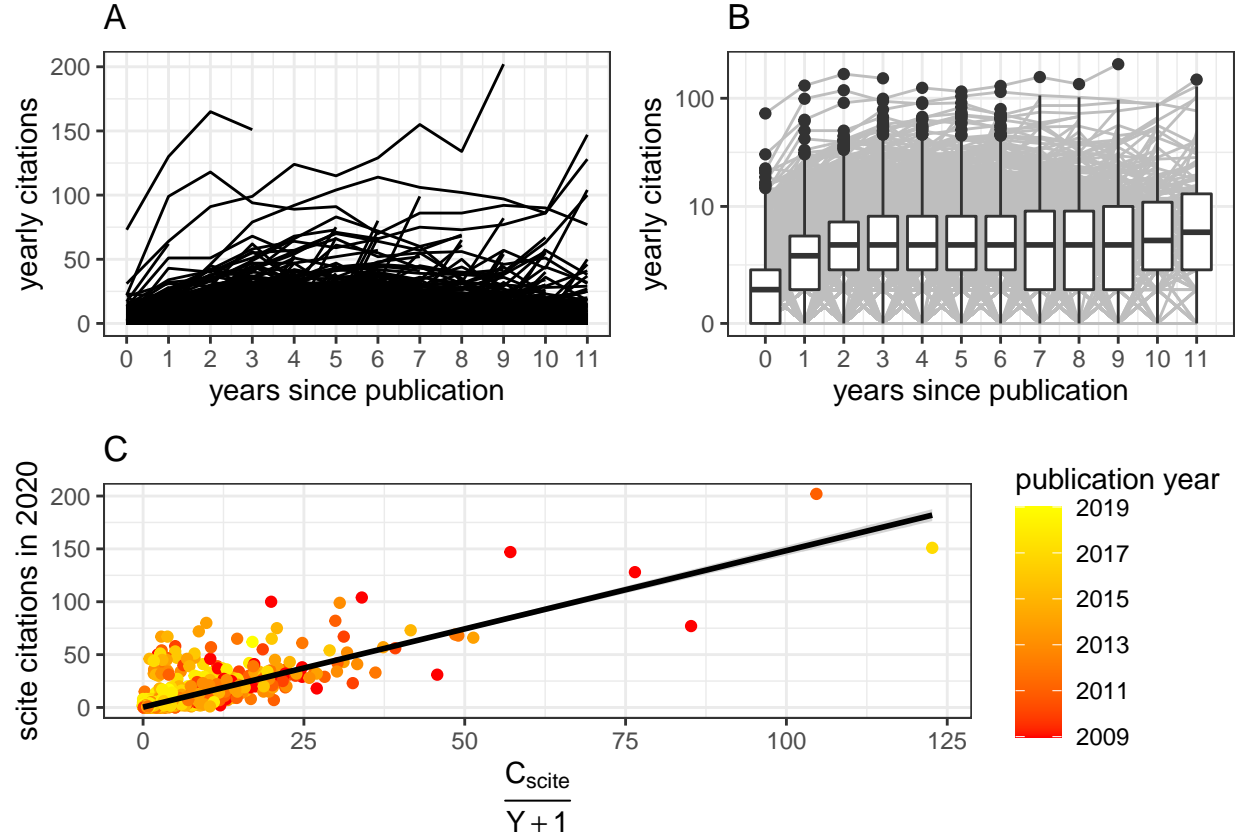 A
yearly citations
200
150
100
50
0
0 1 2 3 4 5 6 7 8 9 10 11
years since publication
B
yearly citations
100
10
0
0 1 2 3 4 5 6 7 8 9 10 11
years since publication
C
scite citations in 2020
200
150
100
50
0
0 25 50 75 100 125
C scite
Y + 1
publication year
2019
2017
2015
2013
2011
2009